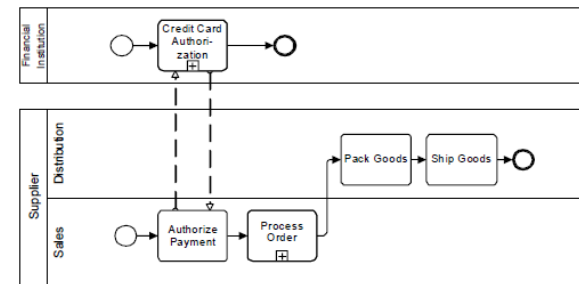 Financial
Institution
Credit Card
Authori-
zation
Supplier
Distribution
Pack Goods
Ship Goods
Sales
Authorize
Payment
Process
Order